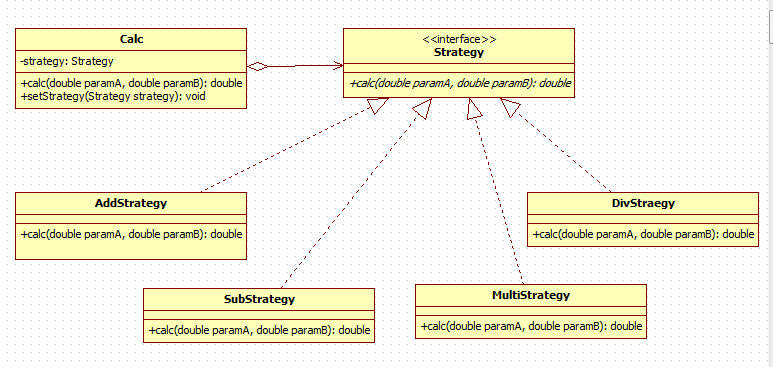 Calc
-strategy: Strategy
+calc(double paramA, double paramB): double
+setStrategy(Strategy strategy): void
<<interface>>
Strategy
+calc(double paramA, double paramB): double
AddStrategy
+calc(double paramA, double paramB): double
DivStraegy
+calc(double paramA, double paramB): double
SubStrategy
+calc(double paramA, double paramB): double
MultiStrategy
+calc(double paramA, double paramB): double